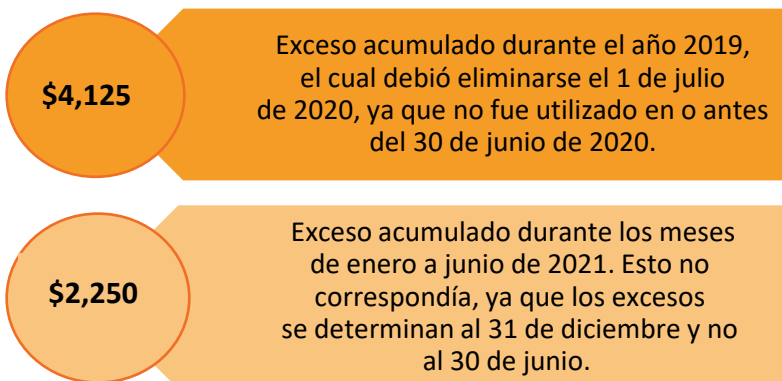 $4,125
Exceso acumulado durante el año 2019,
el cual debió eliminarse el 1 de julio
de 2020, ya que no fue utilizado en o antes
del 30 de junio de 2020.
$2,250
Exceso acumulado durante los meses
de enero a junio de 2021. Esto no
correspondía, ya que los excesos
se determinan al 31 de diciembre y no
al 30 de junio.